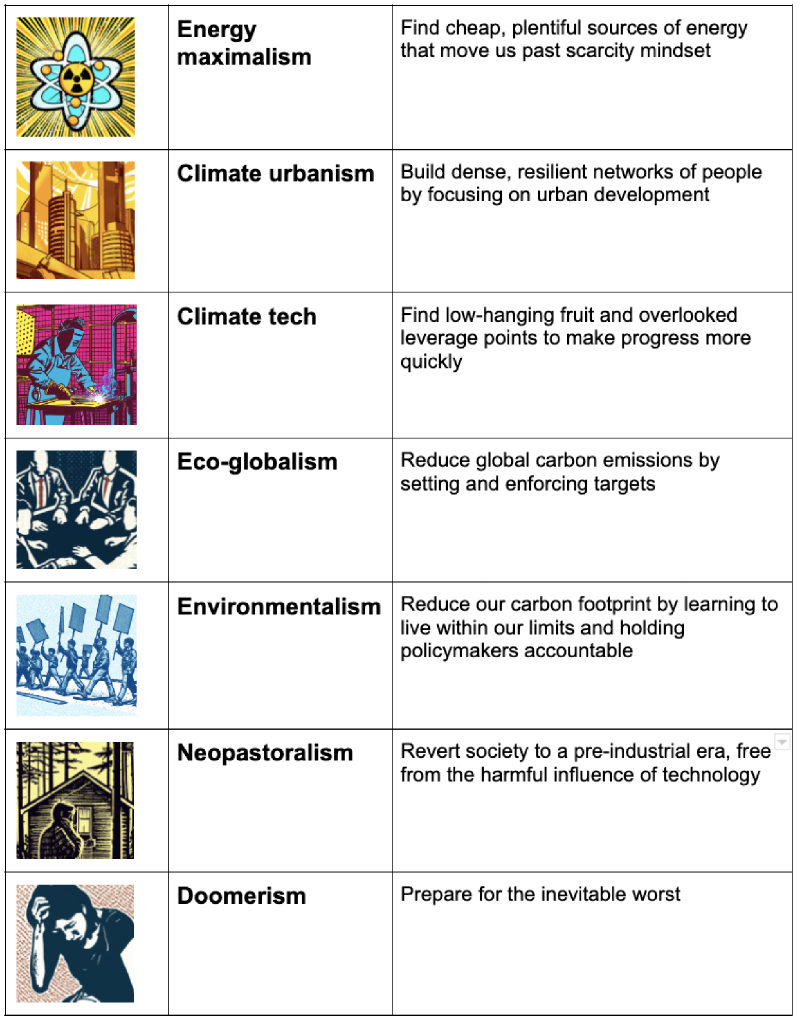 Energy
maximalism
Find cheap, plentiful sources of energy
that move us past scarcity mindset
Climate urbanism
Build dense, resilient networks of people
by focusing on urban development
Climate tech
Find low-hanging fruit and overlooked
leverage points to make progress more
quickly
Eco-globalism
Reduce global carbon emissions by
setting and enforcing targets
Environmentalism
Reduce our carbon footprint by learning to
live within our limits and holding
policymakers accountable
Neopastoralism
Revert society to a pre-industrial era, free
from the harmful influence of technology
Doomerism
Prepare for the inevitable worst